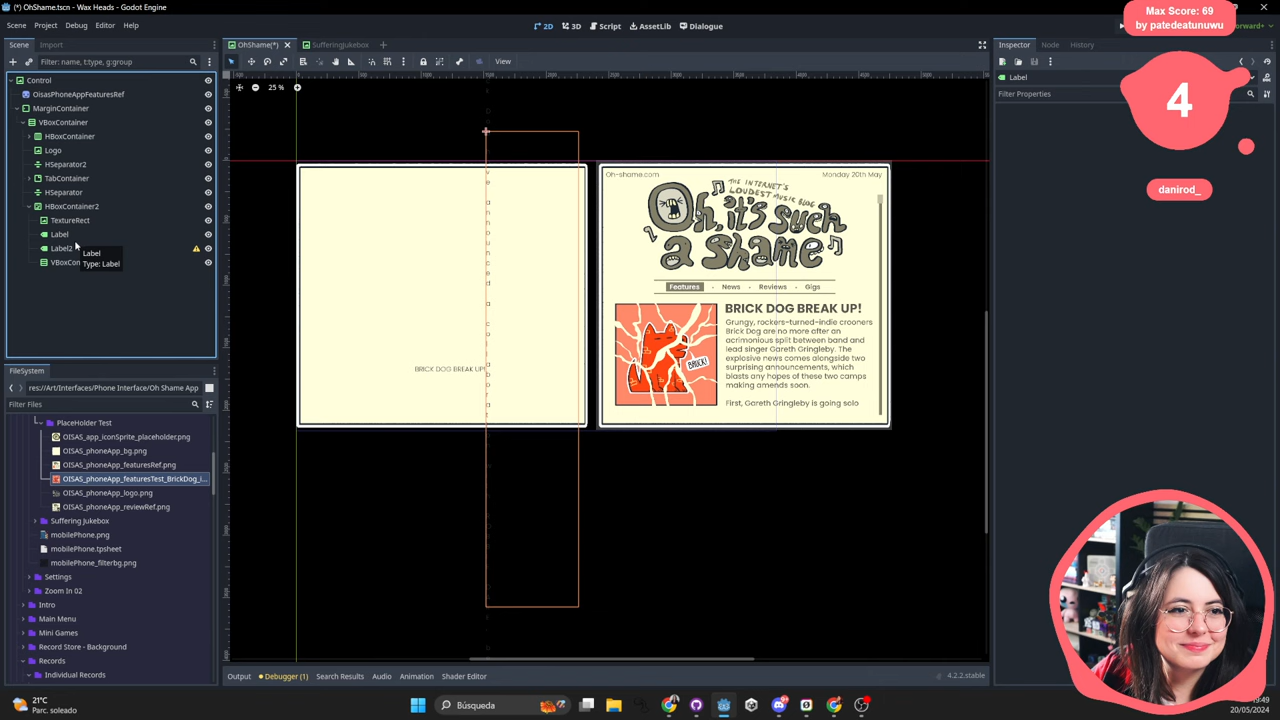 (*) OhShame.tscn - Wax Heads - Godot Engine
Scene Project Debug Editor Help
2D 3D Script AssetLib Dialogue
Forward+
Max Score: 69
by patedeatunuwu
4
danirod_
Scene Import
Filter: name, t:type, g:group
Control
OisasPhoneAppFeaturesRef
MarginContainer
VBoxContainer
HBoxContainer
Logo
HSeparator2
TabContainer
HSeparator
HBoxContainer2
TextureRect
Label
Label2
VBoxCon
Label
Type: Label
FileSystem
res://Art/Interfaces/Phone Interface/Oh Shame App
Filter Files
PlaceHolder Test
OISAS_app_iconSprite_placeholder.png
OISAS_phoneApp_bg.png
OISAS_phoneApp_featuresRef.png
OISAS_phoneApp_featuresTest_BrickDog_i...
OISAS_phoneApp_logo.png
OISAS_phoneApp_reviewRef.png
Suffering Jukebox
mobilePhone.png
mobilePhone.tpsheet
mobilePhone_filterbg.png
Settings
Zoom In 02
Intro
Main Menu
Mini Games
Record Store - Background
Records
Individual Records
OhShame(*) SufferingJukebox
View
25 %
BRICK DOG BREAK UP!
Oh-shame.com Monday 20th May
THE INTERNET'S
LOUDEST MUSIC BLOG
Oh, it's such
a shame
Features - News - Reviews - Gigs
BRICK DOG BREAK UP!
BRICK!
Grungy, rockers-turned-indie crooners
Brick Dog are no more after an
acrimonious split between band and
lead singer Gareth Gringleby. The
explosive news comes alongside two
surprising announcements, which
blasts any hopes of these two camps
making amends soon.
First, Gareth Gringleby is going solo
Inspector Node History
Label
Filter Properties
Output Debugger (1) Search Results Audio Animation Shader Editor
4.2.2.stable
21°C
Parc. soleado
Búsqueda
20/05/2024